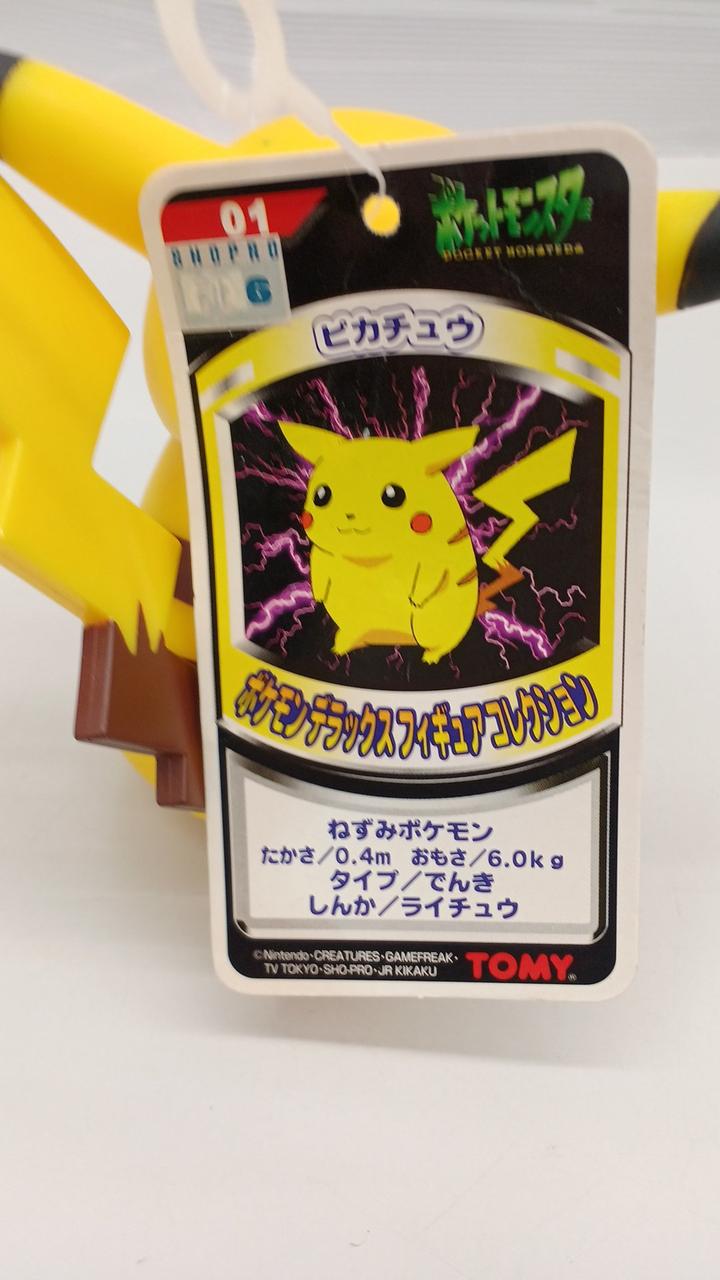 01
ポケットモンスター
POCKET MONSTERS
SHOPRO
6
ピカチュウ
ポケモンデラックスフィギュアコレクション
ねずみポケモン
たかさ／0.4m　おもさ／6.0kg
タイプ／でんき
しんか／ライチュウ
©Nintendo・CREATURES・GAMEFREAK・
TV TOKYO・SHO-PRO・JR KIKAKU
TOMY®